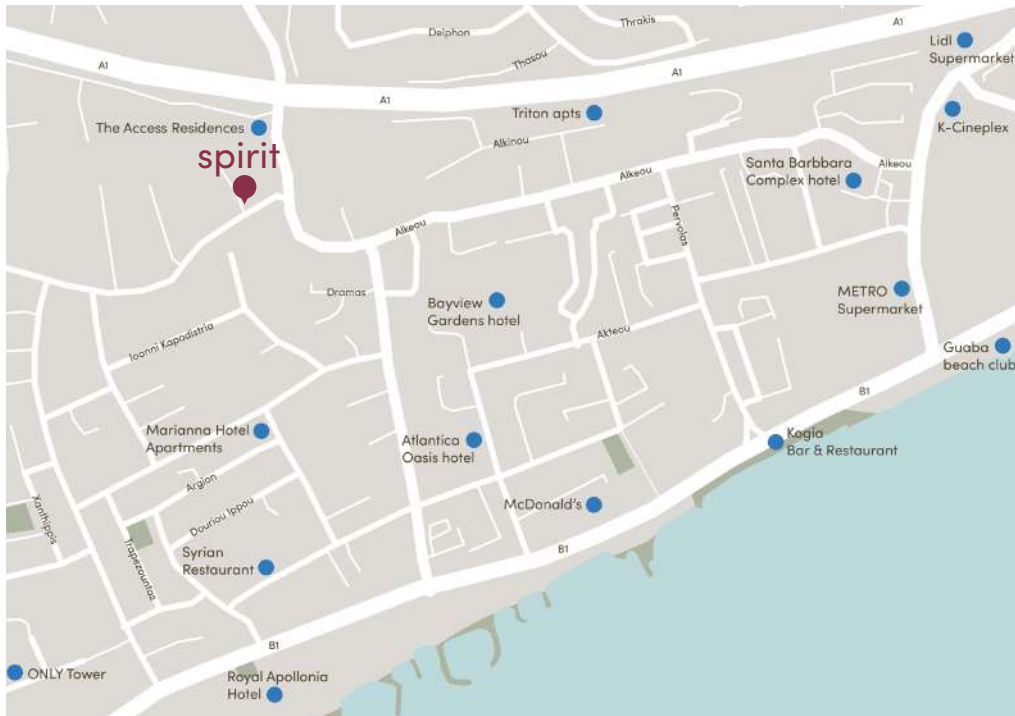 Delphon
Thrakis
A1
Lidl
Supermarket
Thasou
A1
A1
A1
K-Cineplex
The Access Residences
Triton apts
Alkinou
spirit
Santa Barbbara
Complex hotel
Alkeou
Alkeou
Alkeou
Pervolas
Dramas
Bayview
Gardens hotel
METRO
Supermarket
Akteou
Ioanni Kapodistria
Guaba
beach club
B1
Marianna Hotel
Apartments
Atlantica
Oasis hotel
Kogia
Bar & Restaurant
Argion
McDonald's
Douriou Ippou
Xanthippis
Trapezountas
Syrian
Restaurant
B1
B1
ONLY Tower
Royal Apollonia
Hotel